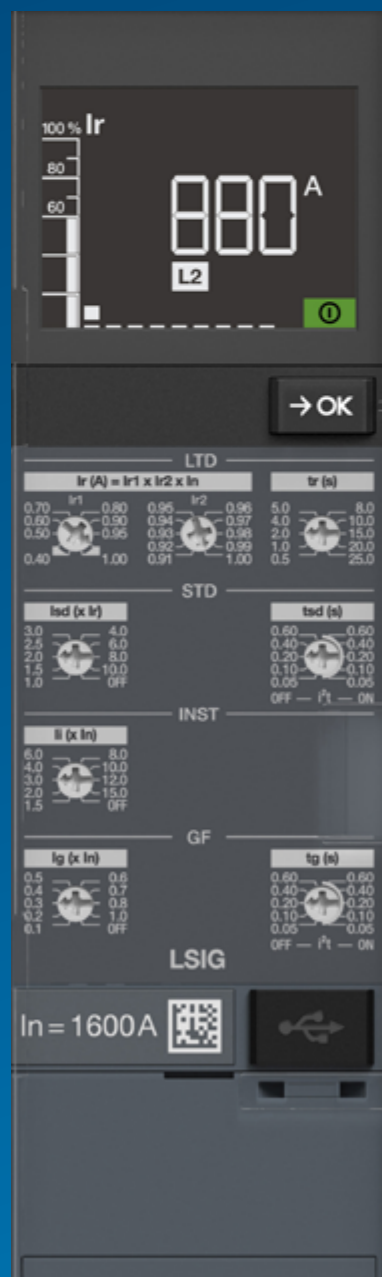 100 % Ir
80
60
880 A
L2
→OK
LTD
Ir (A) = Ir1 x Ir2 x In tr (s)
Ir1 Ir2
0.70 0.80 0.95 0.96 5.0 8.0
0.60 0.90 0.94 0.97 4.0 10.0
0.50 0.95 0.93 0.98 2.0 15.0
0.92 0.99 1.0 20.0
0.40 1.00 0.91 1.00 0.5 25.0
STD
Isd (x Ir) tsd (s)
3.0 4.0 0.60 0.60
2.5 6.0 0.40 0.40
2.0 8.0 0.20 0.20
1.5 10.0 0.10 0.10
1.0 OFF 0.05 0.05
OFF — i²t — ON
INST
Ii (x In)
6.0 8.0
4.0 10.0
3.0 12.0
2.0 15.0
1.5 OFF
GF
Ig (x In) tg (s)
0.5 0.6 0.60 0.60
0.4 0.7 0.40 0.40
0.3 0.8 0.20 0.20
0.2 1.0 0.10 0.10
0.1 OFF 0.05 0.05
OFF — i²t — ON
LSIG
In = 1600 A